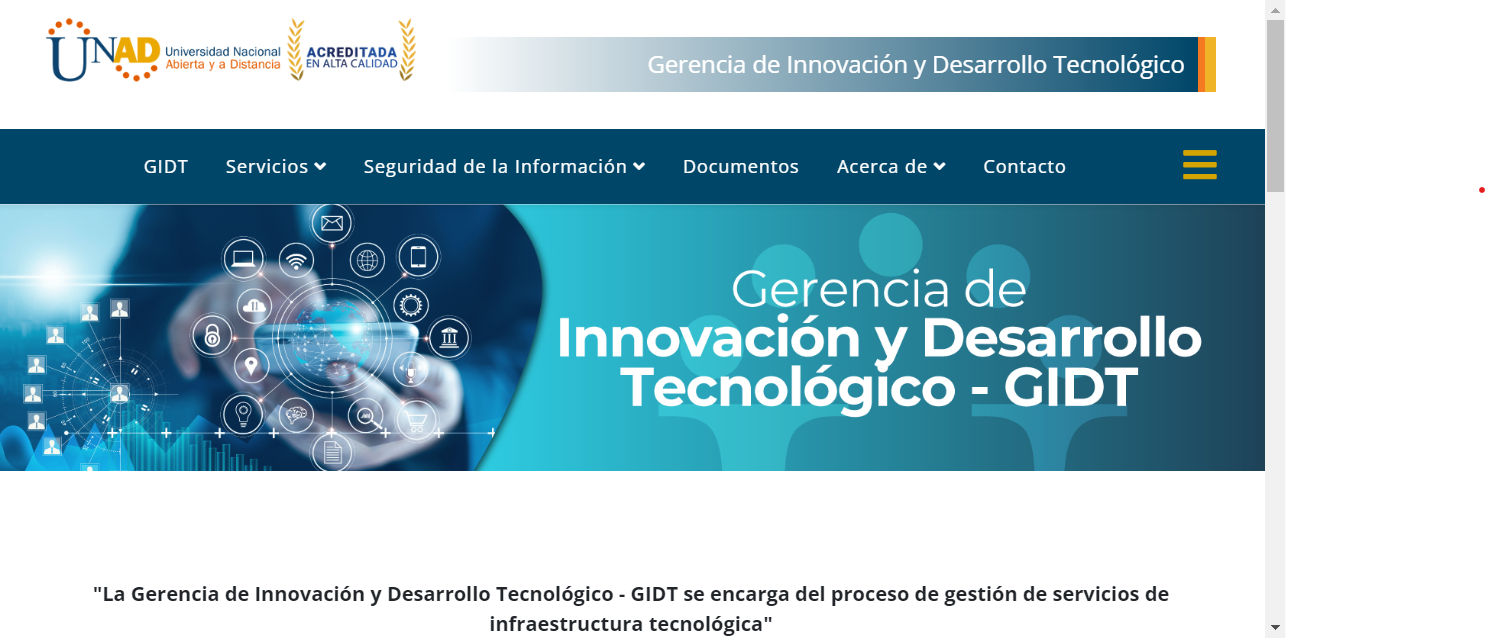 UNAD Universidad Nacional
Abierta y a Distancia
ACREDITADA
EN ALTA CALIDAD
Gerencia de Innovación y Desarrollo Tecnológico
GIDT Servicios Seguridad de la Información Documentos Acerca de Contacto
Gerencia de
Innovación y Desarrollo
Tecnológico - GIDT
"La Gerencia de Innovación y Desarrollo Tecnológico - GIDT se encarga del proceso de gestión de servicios de
infraestructura tecnológica"